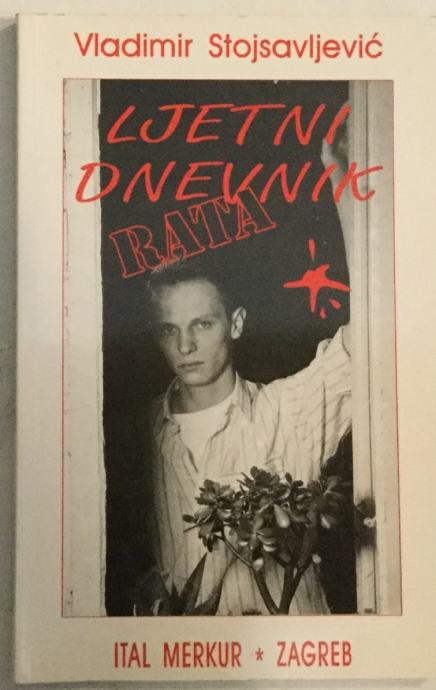 Vladimir Stojsavljević
LJETNI
DNEVNIK
RATA
ITAL MERKUR * ZAGREB